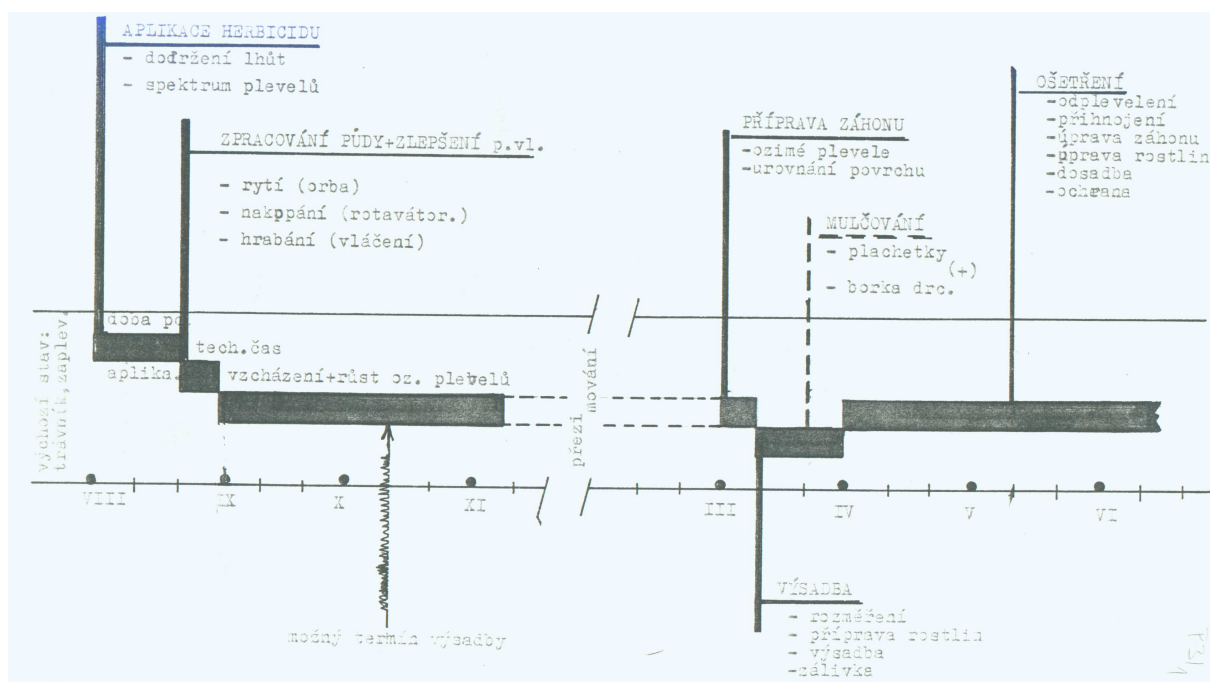 APLIKACE HERBICIDU
- dodržení lhůt
- spektrum plevelů
ZPRACOVÁNÍ PŮDY+ZLEPŠENÍ p.vl.
- rytí (orba)
- nakppání (rotavátor.)
- hrabání (vláčení)
PŘÍPRAVA ZÁHONU
-ozimé plevele
-urovnání povrchu
MULČOVÁNÍ
- plachetky
(+)
- borka drc.
OŠETŘENÍ
-odplevelení
-přihnojení
-úprava záhonu
-úprava rostlin
-dosadba
-ochrana
výchozí stav:
trávník, zaplev.
doba po
aplika.
tech.čas
vzcházení+růst oz. plevelů
přezi
mování
VIII
IX
X
XI
III
IV
V
VI
možný termín výsadby
VÝSADBA
- rozměření
- příprava rostlin
- výsadba
-zálivka